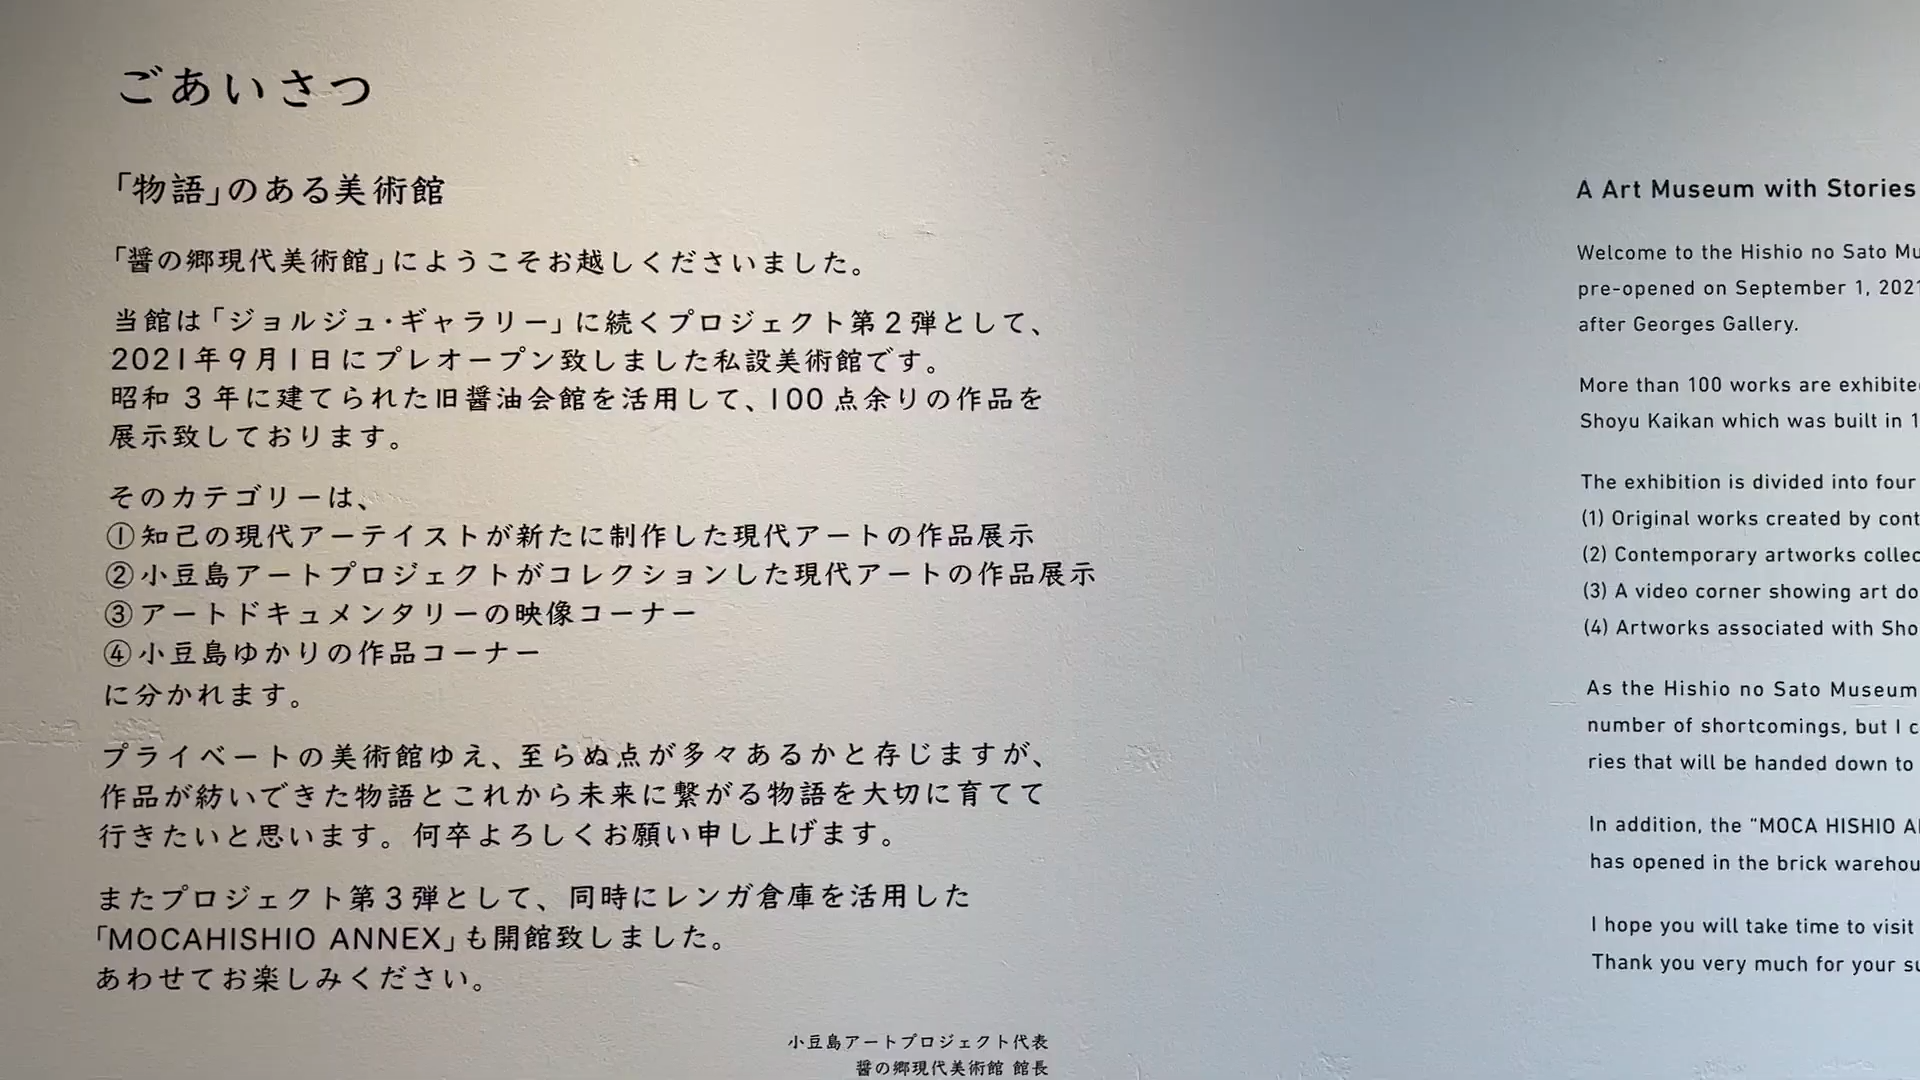 ごあいさつ
「物語」のある美術館
「醤の郷現代美術館」にようこそお越しくださいました。
当館は「ジョルジュ・ギャラリー」に続くプロジェクト第2弾として、
2021年9月1日にプレオープン致しました私設美術館です。
昭和 3 年に建てられた旧醤油会館を活用して、100 点余りの作品を
展示致しております。
そのカテゴリーは、
①知己の現代アーテイストが新たに制作した現代アートの作品展示
②小豆島アートプロジェクトがコレクションした現代アートの作品展示
③アートドキュメンタリーの映像コーナー
④小豆島ゆかりの作品コーナー
に分かれます。
プライベートの美術館ゆえ、至らぬ点が多々あるかと存じますが、
作品が紡いできた物語とこれから未来に繋がる物語を大切に育てて
行きたいと思います。何卒よろしくお願い申し上げます。
またプロジェクト第3弾として、同時にレンガ倉庫を活用した
「MOCAHISHIO ANNEX」も開館致しました。
あわせてお楽しみください。
小豆島アートプロジェクト代表
醤の郷現代美術館 館長
A Art Museum with Stories
Welcome to the Hishio no Sato
pre-opened on September 1, 2021
after Georges Gallery.
More than 100 works are
Shoyu Kaikan which was built in
The exhibition is divided into four
(1) Original works created by
(2) Contemporary artworks
(3) A video corner showing art
(4) Artworks associated with
As the Hishio no Sato Museum
number of shortcomings, but I
ries that will be handed down to
In addition, the “MOCA HISHIO
has opened in the brick
I hope you will take time to visit
Thank you very much for your